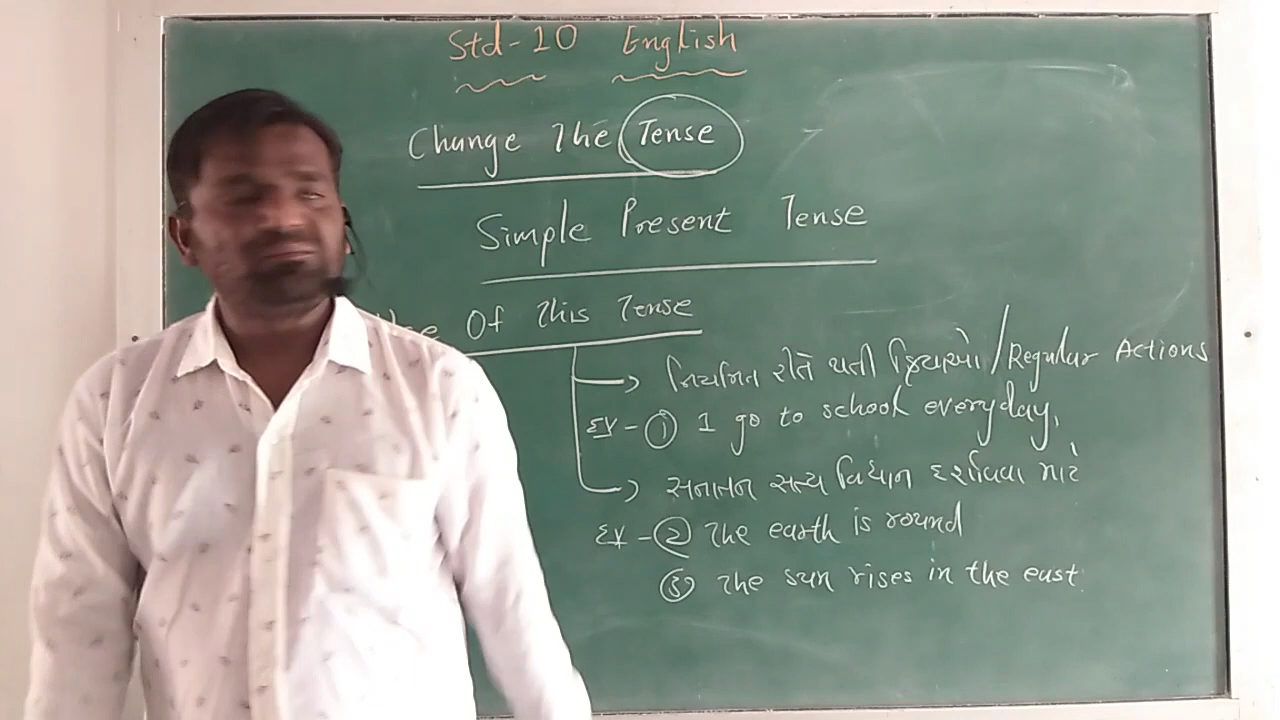 Std-10 English
Change The Tense
Simple Present Tense
Use Of This Tense
નિયમિત રીતે થતી ક્રિયાઓ / Regular Actions
Ex - ① I go to school everyday.
સનાતન સત્ય વિધાન દર્શાવવા માટે
Ex - ② The earth is round
③ The sun rises in the east